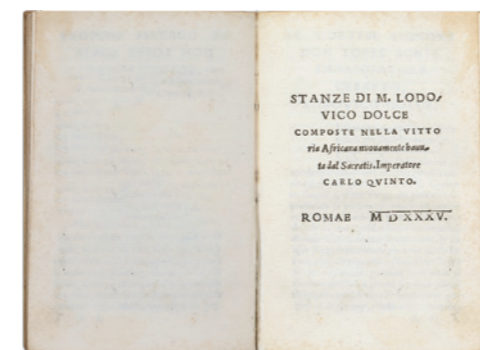 STANZE DI M. LODO,
VICO DOLCE
COMPOSTE NELLA VITTO
ria Africana nuouamente hauu,
ta dal Sacratis. Imperatore
CARLO QVINTO.
ROMAE M D XXXV.